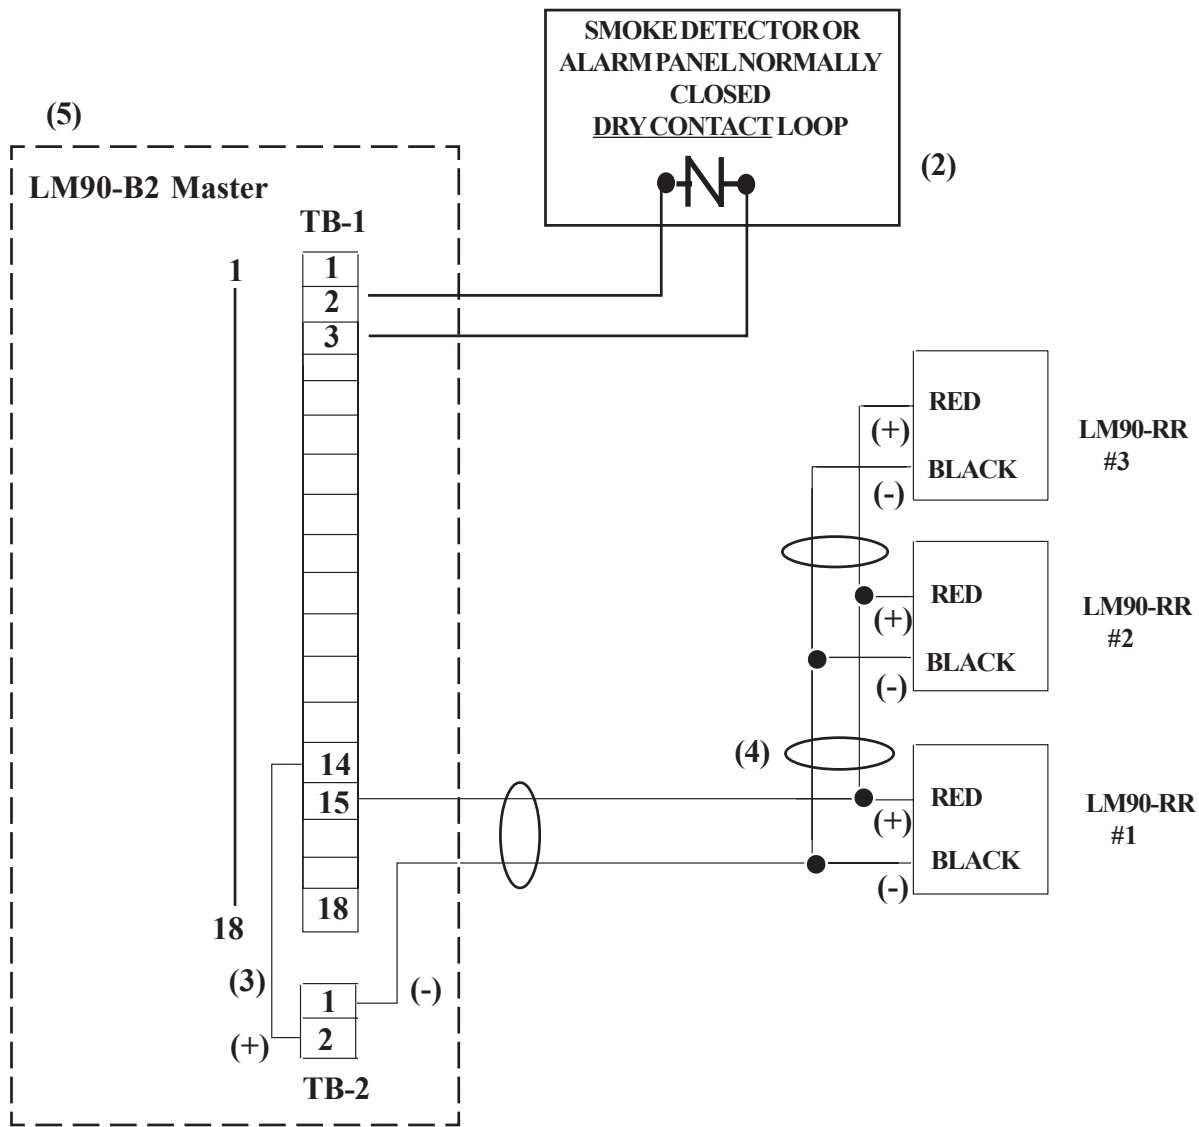 SMOKE DETECTOR OR
ALARM PANEL NORMALLY
CLOSED
DRY CONTACT LOOP
(2)
(5)
LM90-B2 Master
TB-1
1
1
2
3
14
15
18
18
(3)
(+)
1
2
(-)
TB-2
RED
(+)
BLACK
(-)
LM90-RR
#3
RED
(+)
BLACK
(-)
LM90-RR
#2
(4)
RED
(+)
BLACK
(-)
LM90-RR
#1